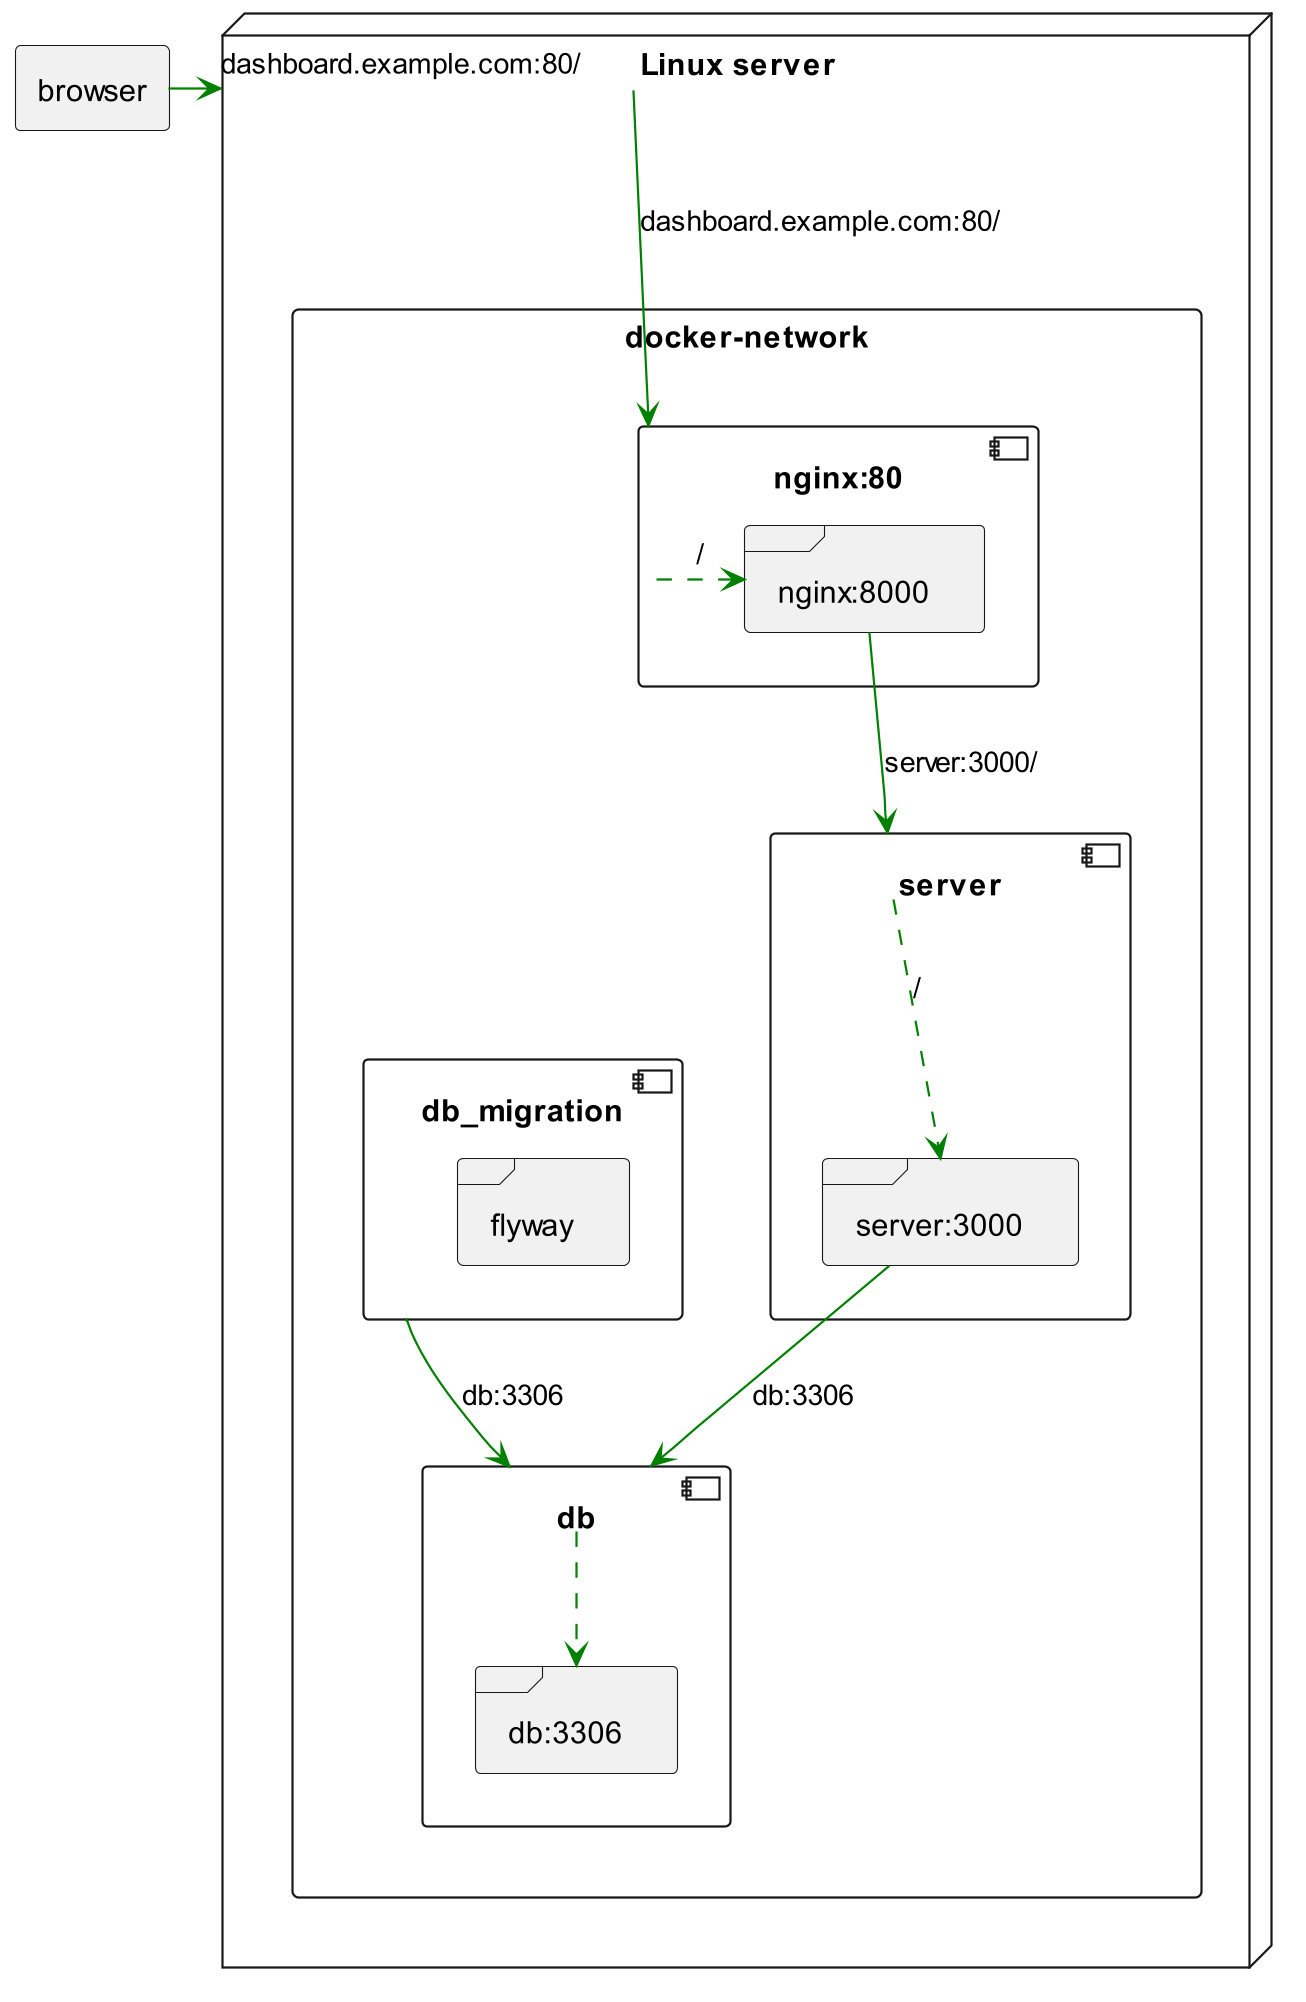 browser
dashboard.example.com:80/
Linux server
dashboard.example.com:80/
docker-network
nginx:80
/
nginx:8000
server:3000/
server
/
db_migration
flyway
server:3000
db:3306
db:3306
db
db:3306